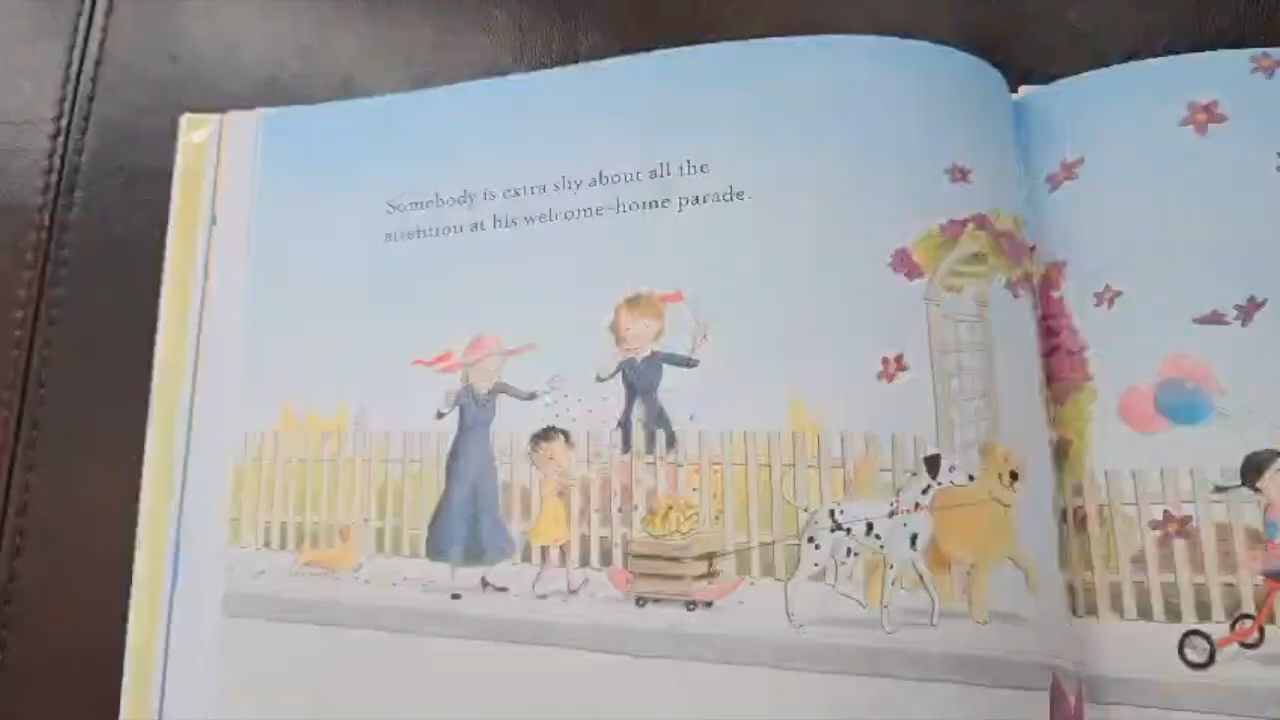 Somebody is extra shy about all the
attention at his welcome-home parade.